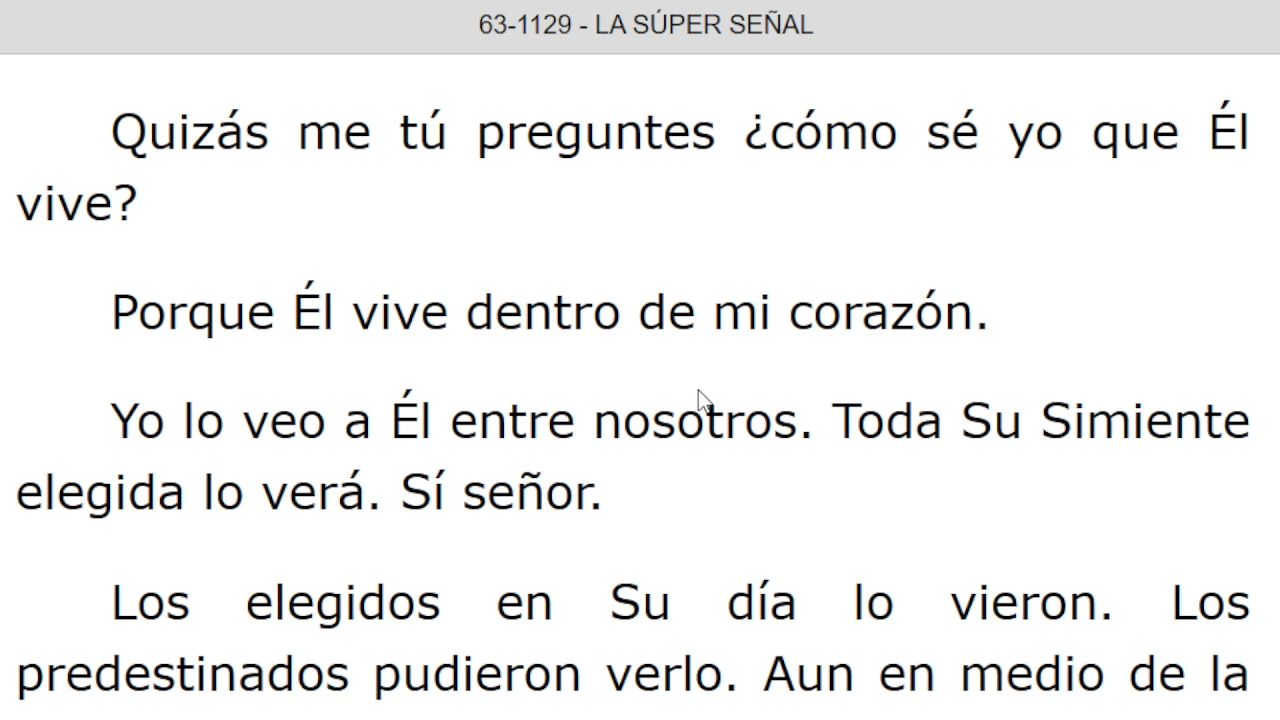 63-1129 - LA SÚPER SEÑAL
Quizás me tú preguntes ¿cómo sé yo que Él
vive?
Porque Él vive dentro de mi corazón.
Yo lo veo a Él entre nosotros. Toda Su Simiente
elegida lo verá. Sí señor.
Los elegidos en Su día lo vieron. Los
predestinados pudieron verlo. Aun en medio de la